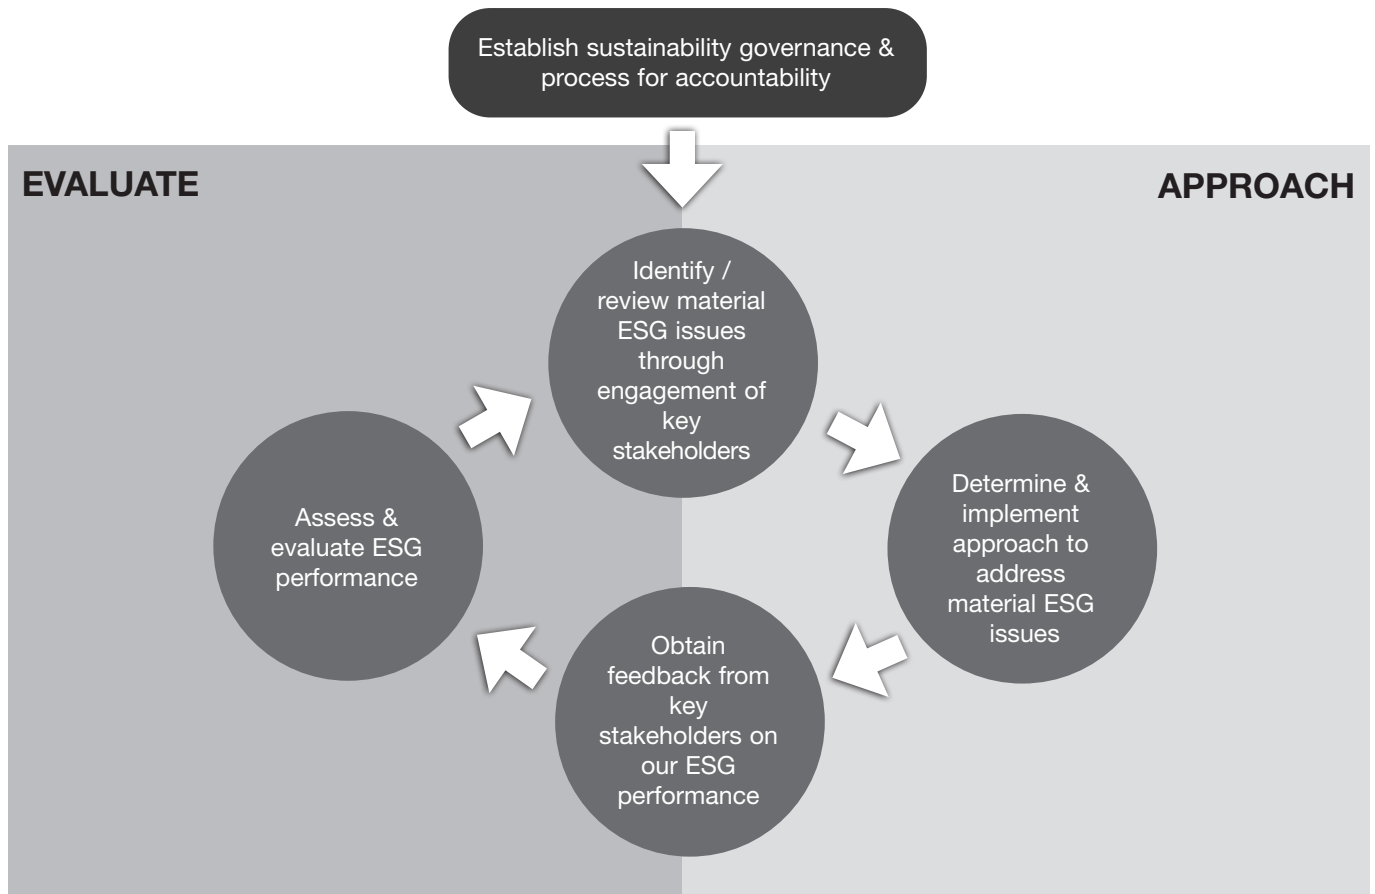 Establish sustainability governance &
process for accountability
EVALUATE
APPROACH
Identify /
review material
ESG issues
through
engagement of
key
stakeholders
Determine &
implement
approach to
address
material ESG
issues
Obtain
feedback from
key
stakeholders on
our ESG
performance
Assess &
evaluate ESG
performance